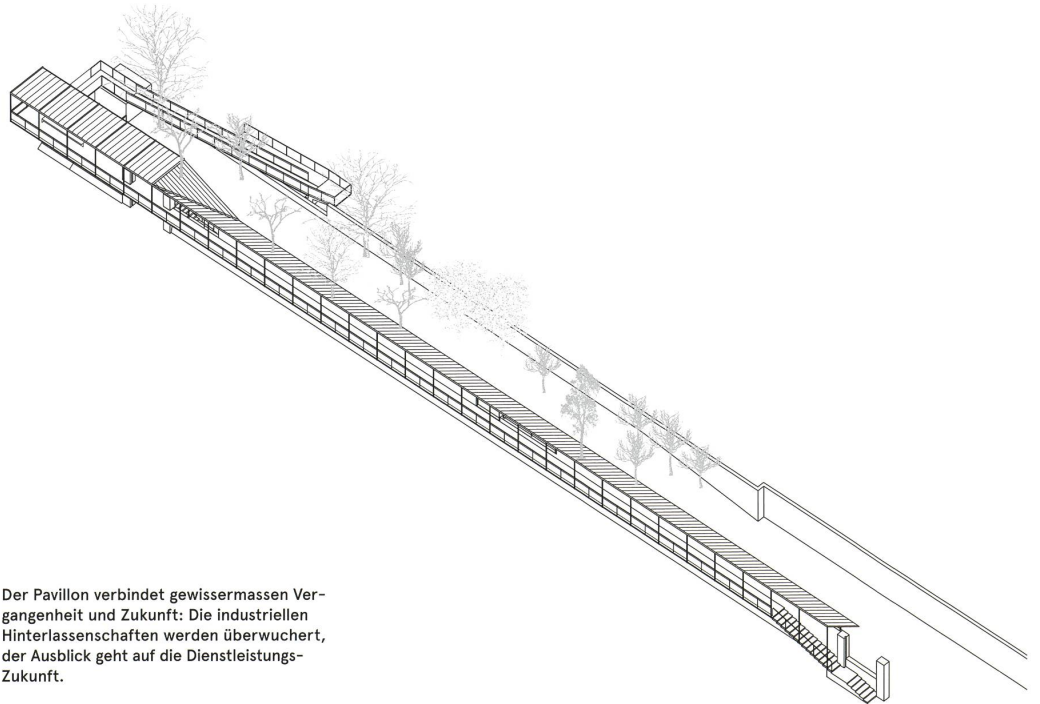 Der Pavillon verbindet gewissermassen Ver-
gangenheit und Zukunft: Die industriellen
Hinterlassenschaften werden überwuchert,
der Ausblick geht auf die Dienstleistungs-
Zukunft.